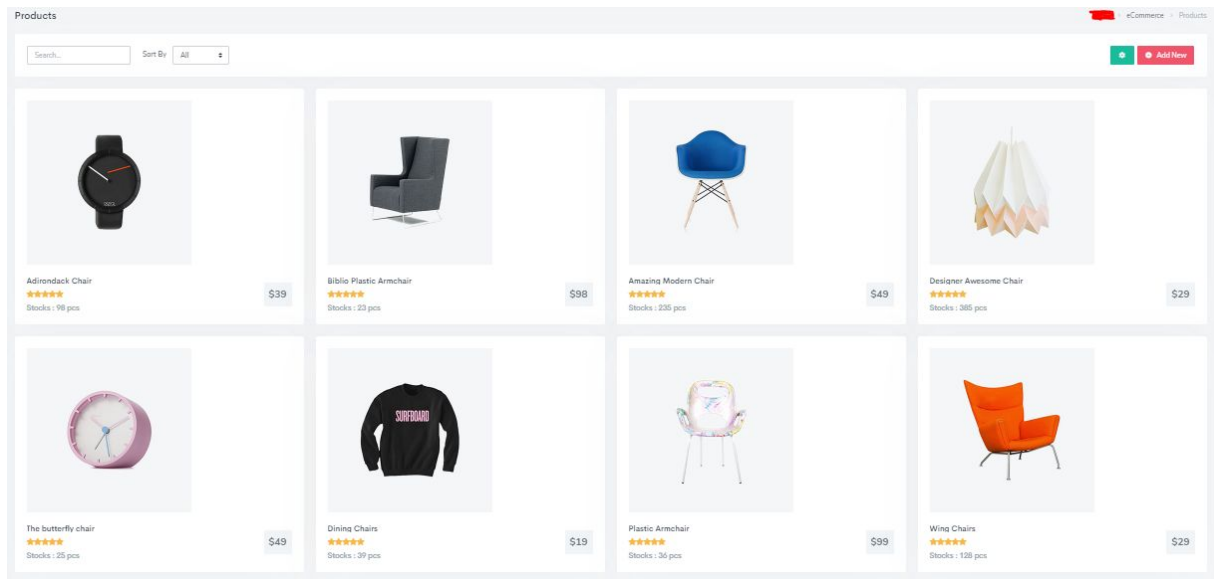 Products
eCommerce
Products
Search...
Sort By
All
Add New
Adirondack Chair
$39
Stocks : 98 pcs
Biblio Plastic Armchair
$98
Stocks : 23 pcs
Amazing Modern Chair
$49
Stocks : 235 pcs
Designer Awesome Chair
$29
Stocks : 385 pcs
SURFBOARD
The butterfly chair
$49
Stocks : 25 pcs
Dining Chairs
$19
Stocks : 39 pcs
Plastic Armchair
$99
Stocks : 36 pcs
Wing Chairs
$29
Stocks : 128 pcs